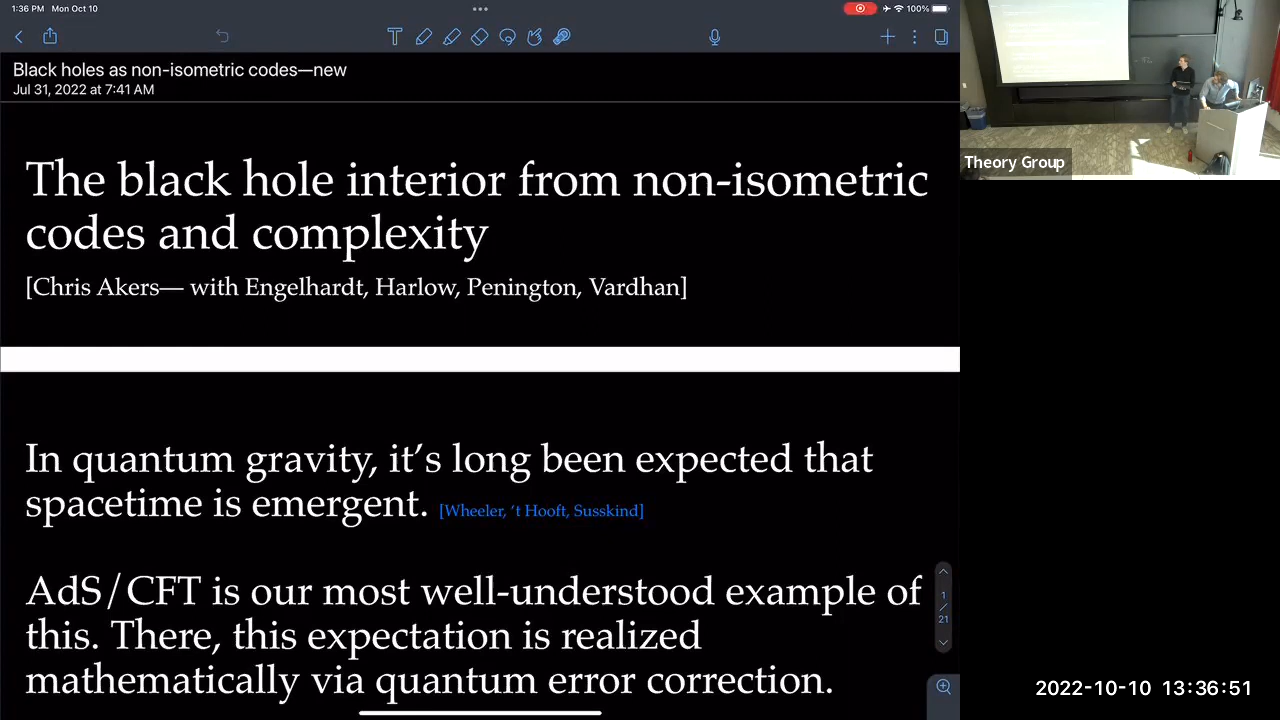 1:36 PM Mon Oct 10
100%
Black holes as non-isometric codes—new
Jul 31, 2022 at 7:41 AM
The black hole interior from non-isometric
codes and complexity
[Chris Akers— with Engelhardt, Harlow, Penington, Vardhan]
In quantum gravity, it's long been expected that
spacetime is emergent. [Wheeler, 't Hooft, Susskind]
AdS/CFT is our most well-understood example of
this. There, this expectation is realized
mathematically via quantum error correction.
1
/
21
Theory Group
2022-10-10 13:36:51